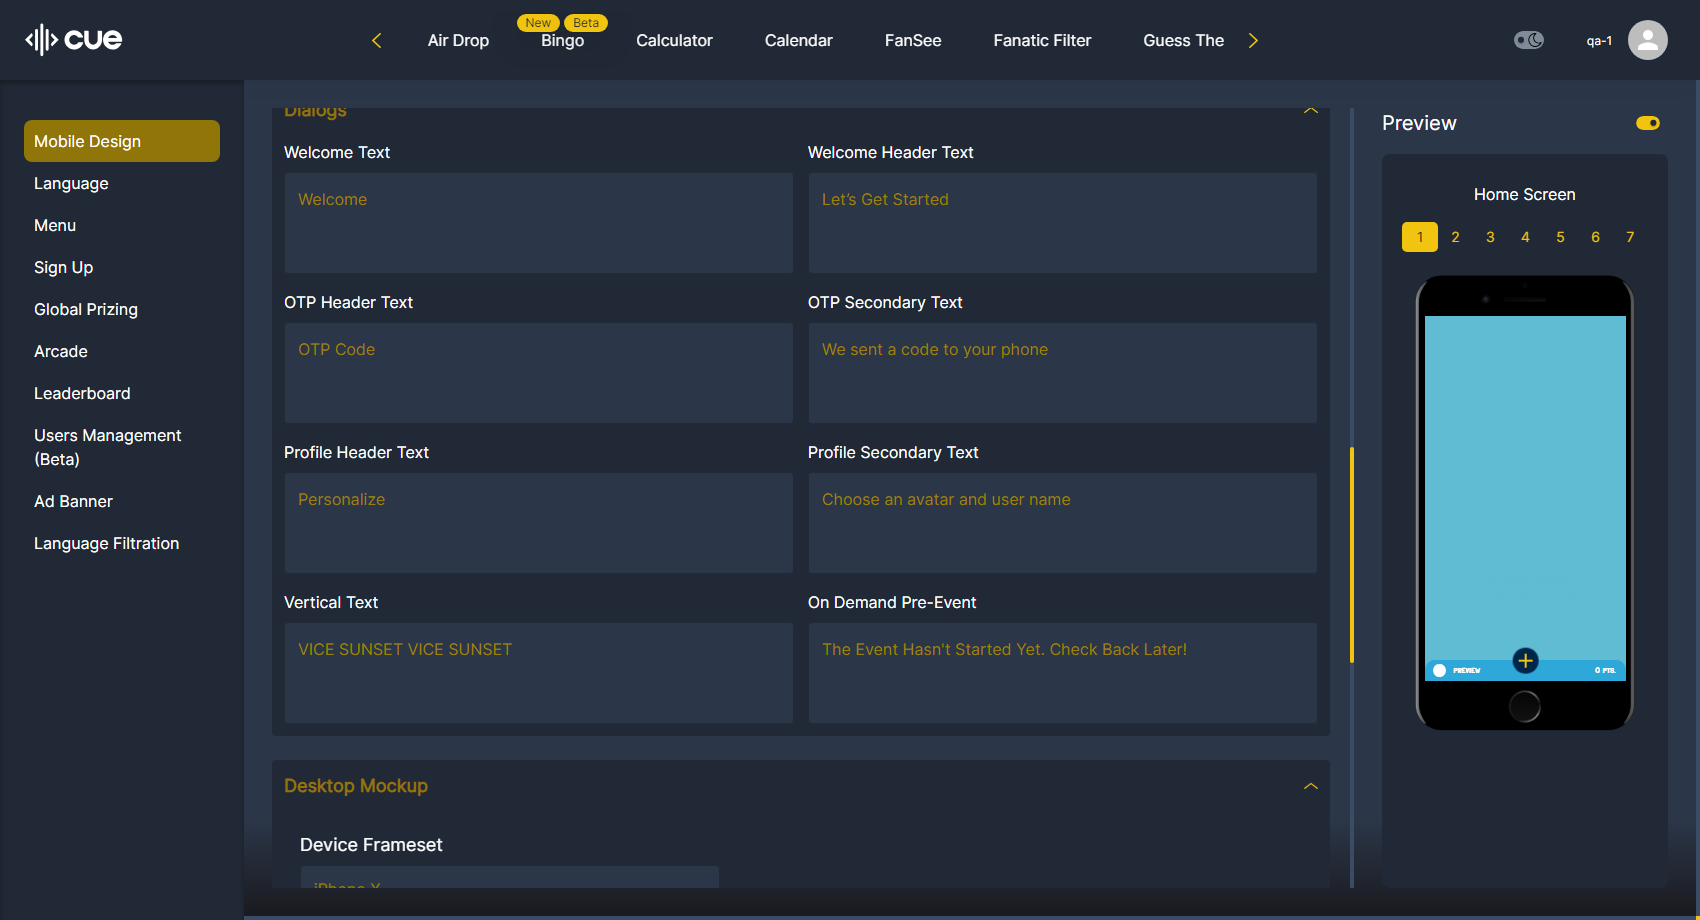 cue
Air Drop
New
Beta
Bingo
Calculator
Calendar
FanSee
Fanatic Filter
Guess The
qa-1
Mobile Design
Language
Menu
Sign Up
Global Prizing
Arcade
Leaderboard
Users Management
(Beta)
Ad Banner
Language Filtration
Dialogs
Welcome Text
Welcome Header Text
Welcome
Let's Get Started
OTP Header Text
OTP Secondary Text
OTP Code
We sent a code to your phone
Profile Header Text
Profile Secondary Text
Personalize
Choose an avatar and user name
Vertical Text
On Demand Pre-Event
VICE SUNSET VICE SUNSET
The Event Hasn't Started Yet. Check Back Later!
Desktop Mockup
Device Frameset
iPhone X
Preview
Home Screen
1 2 3 4 5 6 7
PREVIEW
0 PTS.